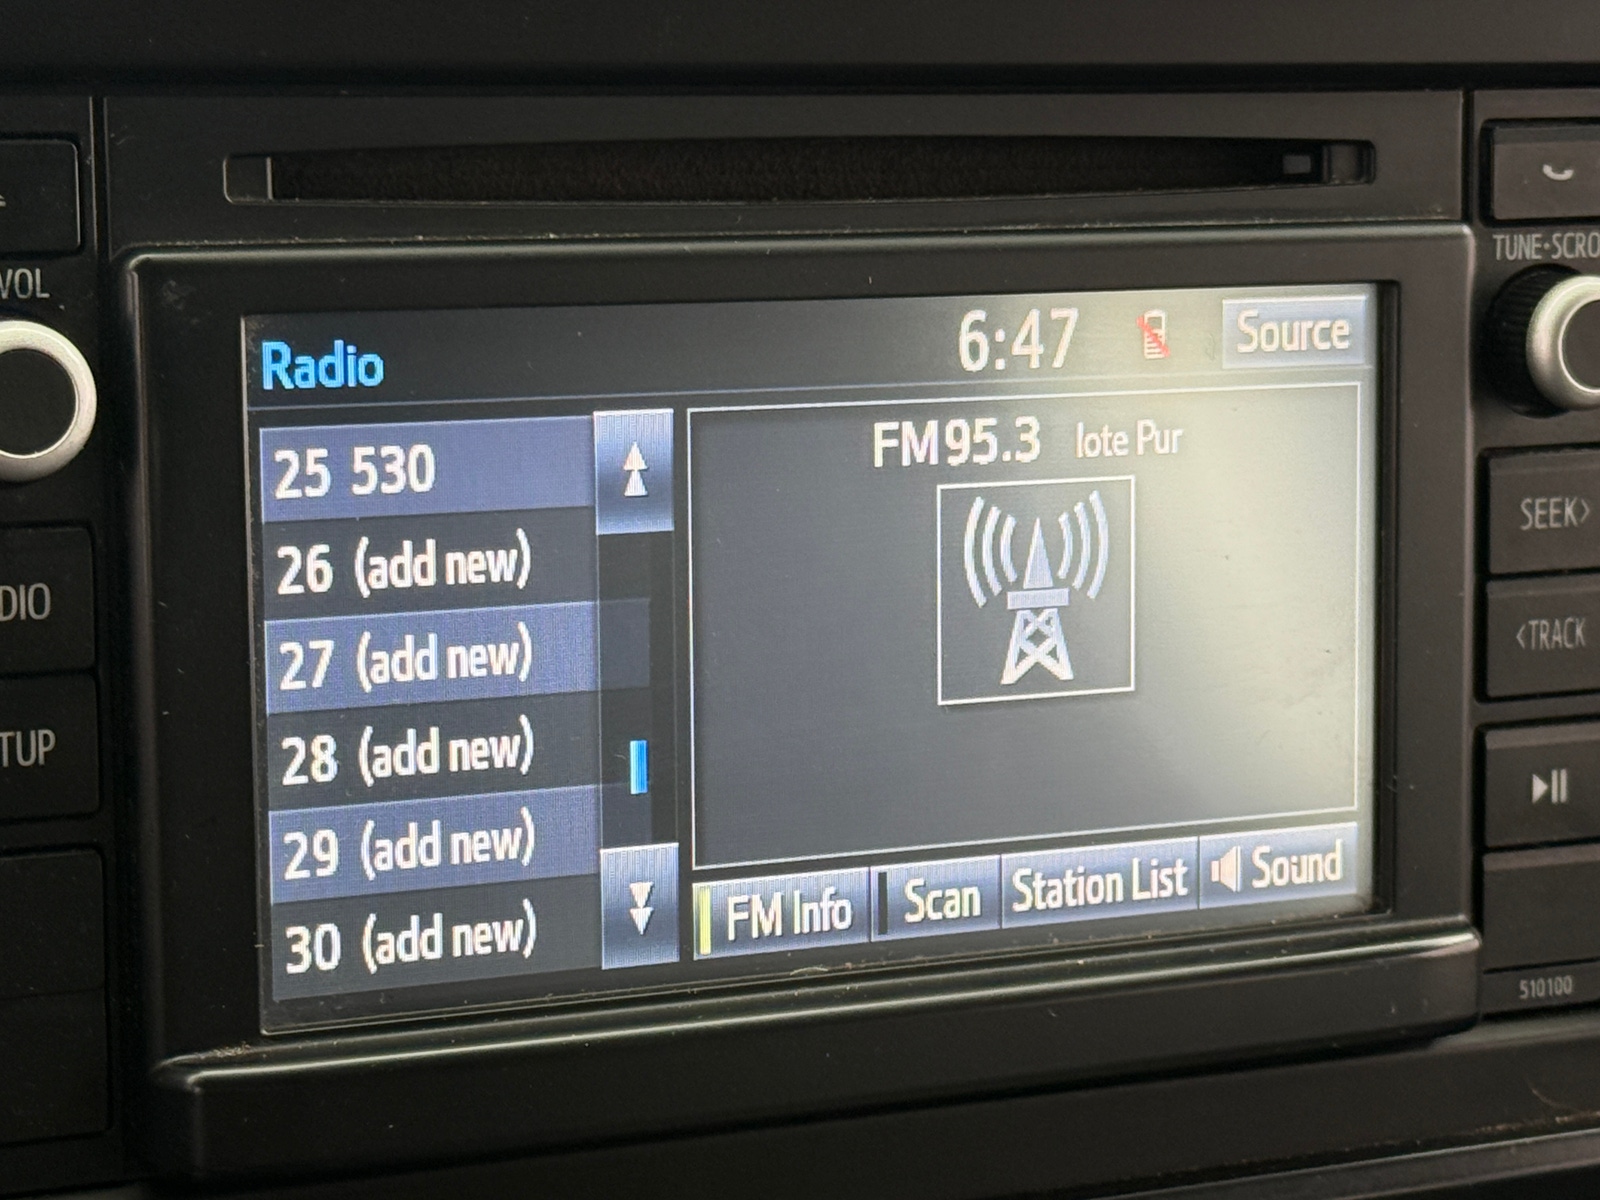 VOL
DIO
TUP
Radio
6:47
Source
25 530
26 (add new)
27 (add new)
28 (add new)
29 (add new)
30 (add new)
FM 95.3 lote Pur
FM Info
Scan
Station List
Sound
TUNE•SCRO
SEEK>
<TRACK
510100